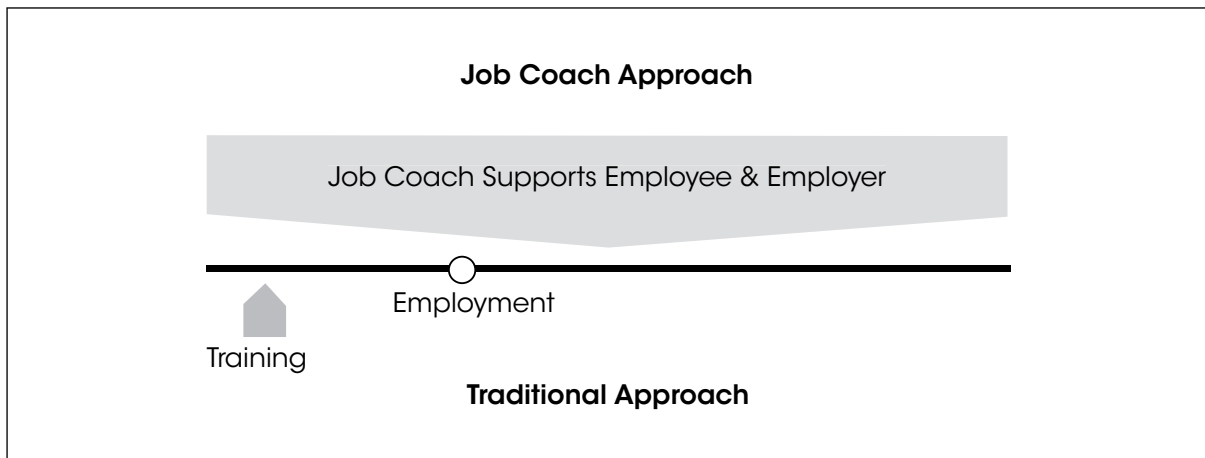 Job Coach Approach
Job Coach Supports Employee & Employer
Employment
Training
Traditional Approach